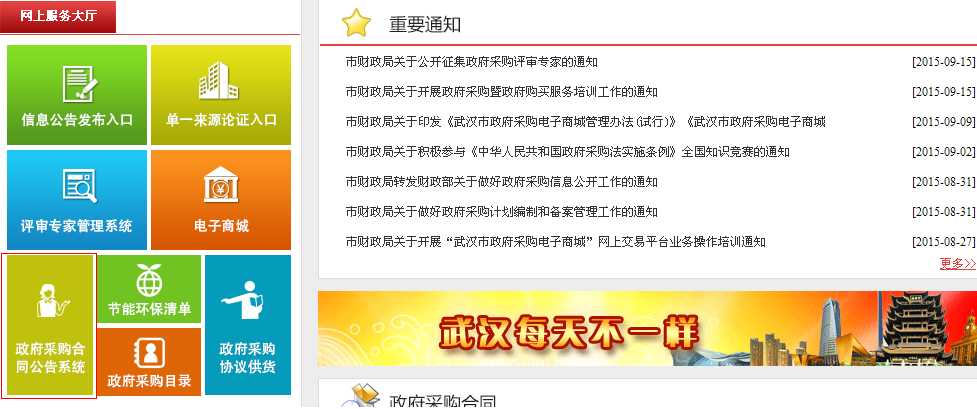 网上服务大厅
信息公告发布入口
单一来源论证入口
评审专家管理系统
电子商城
政府采购合
同公告系统
节能环保清单
政府采购目录
政府采购
协议供货
重要通知
市财政局关于公开征集政府采购评审专家的通知 [2015-09-15]
市财政局关于开展政府采购暨政府购买服务培训工作的通知 [2015-09-15]
市财政局关于印发《武汉市政府采购电子商城管理办法(试行)》《武汉市政府采购电子商城 [2015-09-09]
市财政局关于积极参与《中华人民共和国政府采购法实施条例》全国知识竞赛的通知 [2015-09-02]
市财政局转发财政部关于做好政府采购信息公开工作的通知 [2015-08-31]
市财政局关于做好政府采购计划编制和备案管理工作的通知 [2015-08-31]
市财政局关于开展“武汉市政府采购电子商城”网上交易平台业务操作培训通知 [2015-08-27]
更多>>
武汉每天不一样
政府采购合同